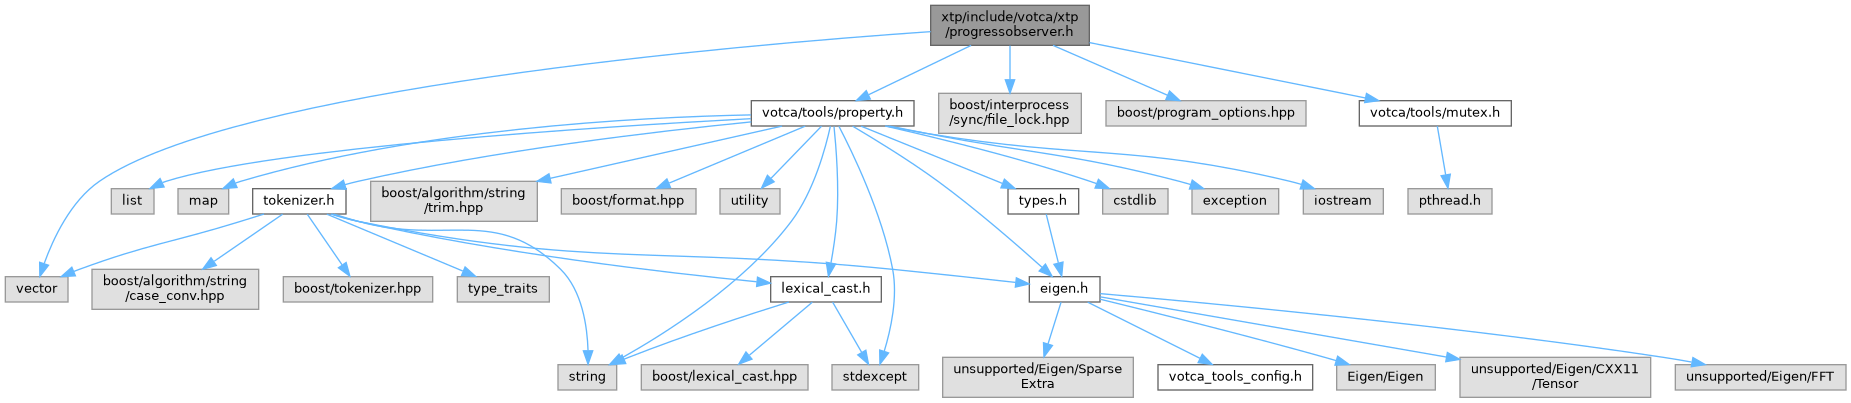 xtp/include/votca/xtp
/progressobserver.h
votca/tools/property.h
boost/interprocess
/sync/file_lock.hpp
boost/program_options.hpp
votca/tools/mutex.h
list
map
tokenizer.h
boost/algorithm/string
/trim.hpp
boost/format.hpp
utility
types.h
cstdlib
exception
iostream
pthread.h
vector
boost/algorithm/string
/case_conv.hpp
boost/tokenizer.hpp
type_traits
lexical_cast.h
eigen.h
string
boost/lexical_cast.hpp
stdexcept
unsupported/Eigen/Sparse
Extra
votca_tools_config.h
Eigen/Eigen
unsupported/Eigen/CXX11
/Tensor
unsupported/Eigen/FFT